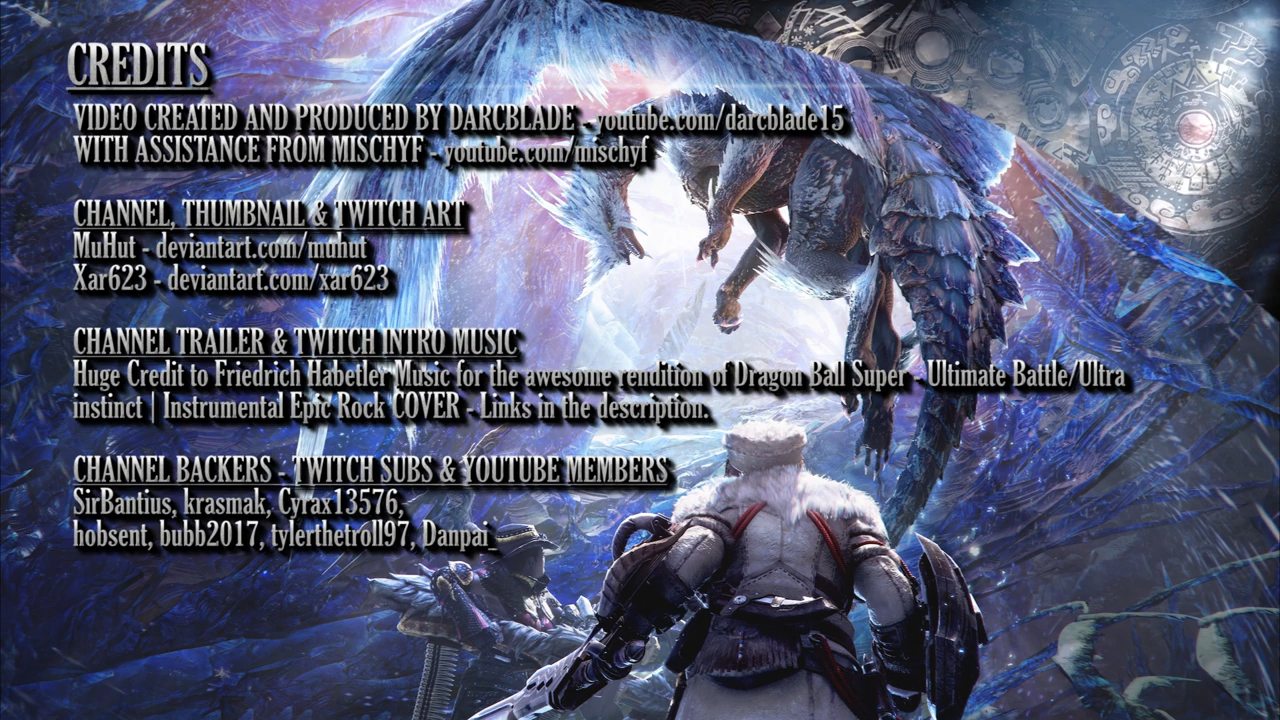 CREDITS
VIDEO CREATED AND PRODUCED BY DARCBLADE - youtube.com/darcblade15
WITH ASSISTANCE FROM MISCHYF - youtube.com/mischyf
CHANNEL, THUMBNAIL & TWITCH ART
MuHut - deviantart.com/muhut
Xar623 - deviantart.com/xar623
CHANNEL TRAILER & TWITCH INTRO MUSIC
Huge Credit to Friedrich Habetler Music for the awesome rendition of Dragon Ball Super - Ultimate Battle/Ultra
instinct | Instrumental Epic Rock COVER - Links in the description.
CHANNEL BACKERS - TWITCH SUBS & YOUTUBE MEMBERS
SirBantius, krasmak, Cyrax13576,
hobsent, bubb2017, tylerthetroll97, Danpai_